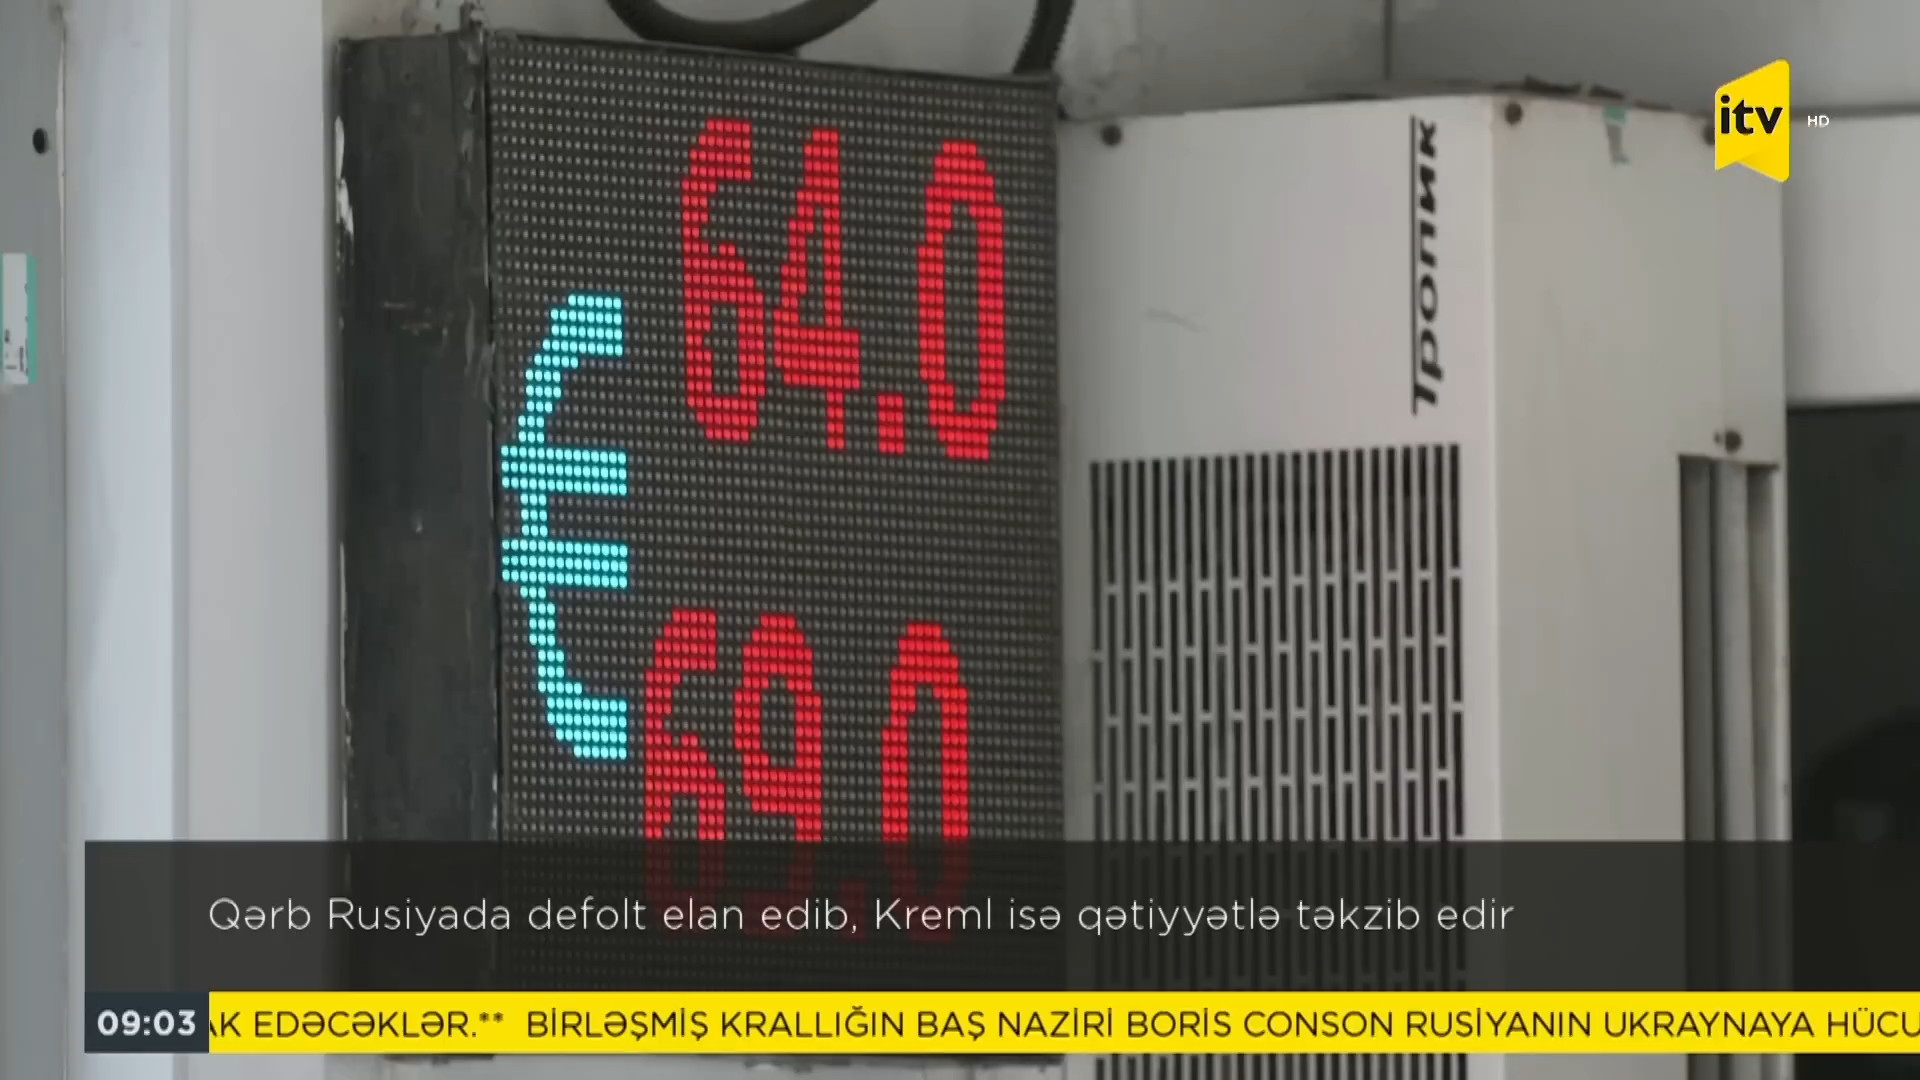 64.0
€
69.0
Тропик
itv HD
Qərb Rusiyada defolt elan edib, Kreml isə qətiyyətlə təkzib edir
09:03
K EDƏCƏKLƏR.** BİRLƏŞMİŞ KRALLIĞIN BAŞ NAZİRİ BORİS CONSON RUSİYANIN UKRAYNAYA HÜCU